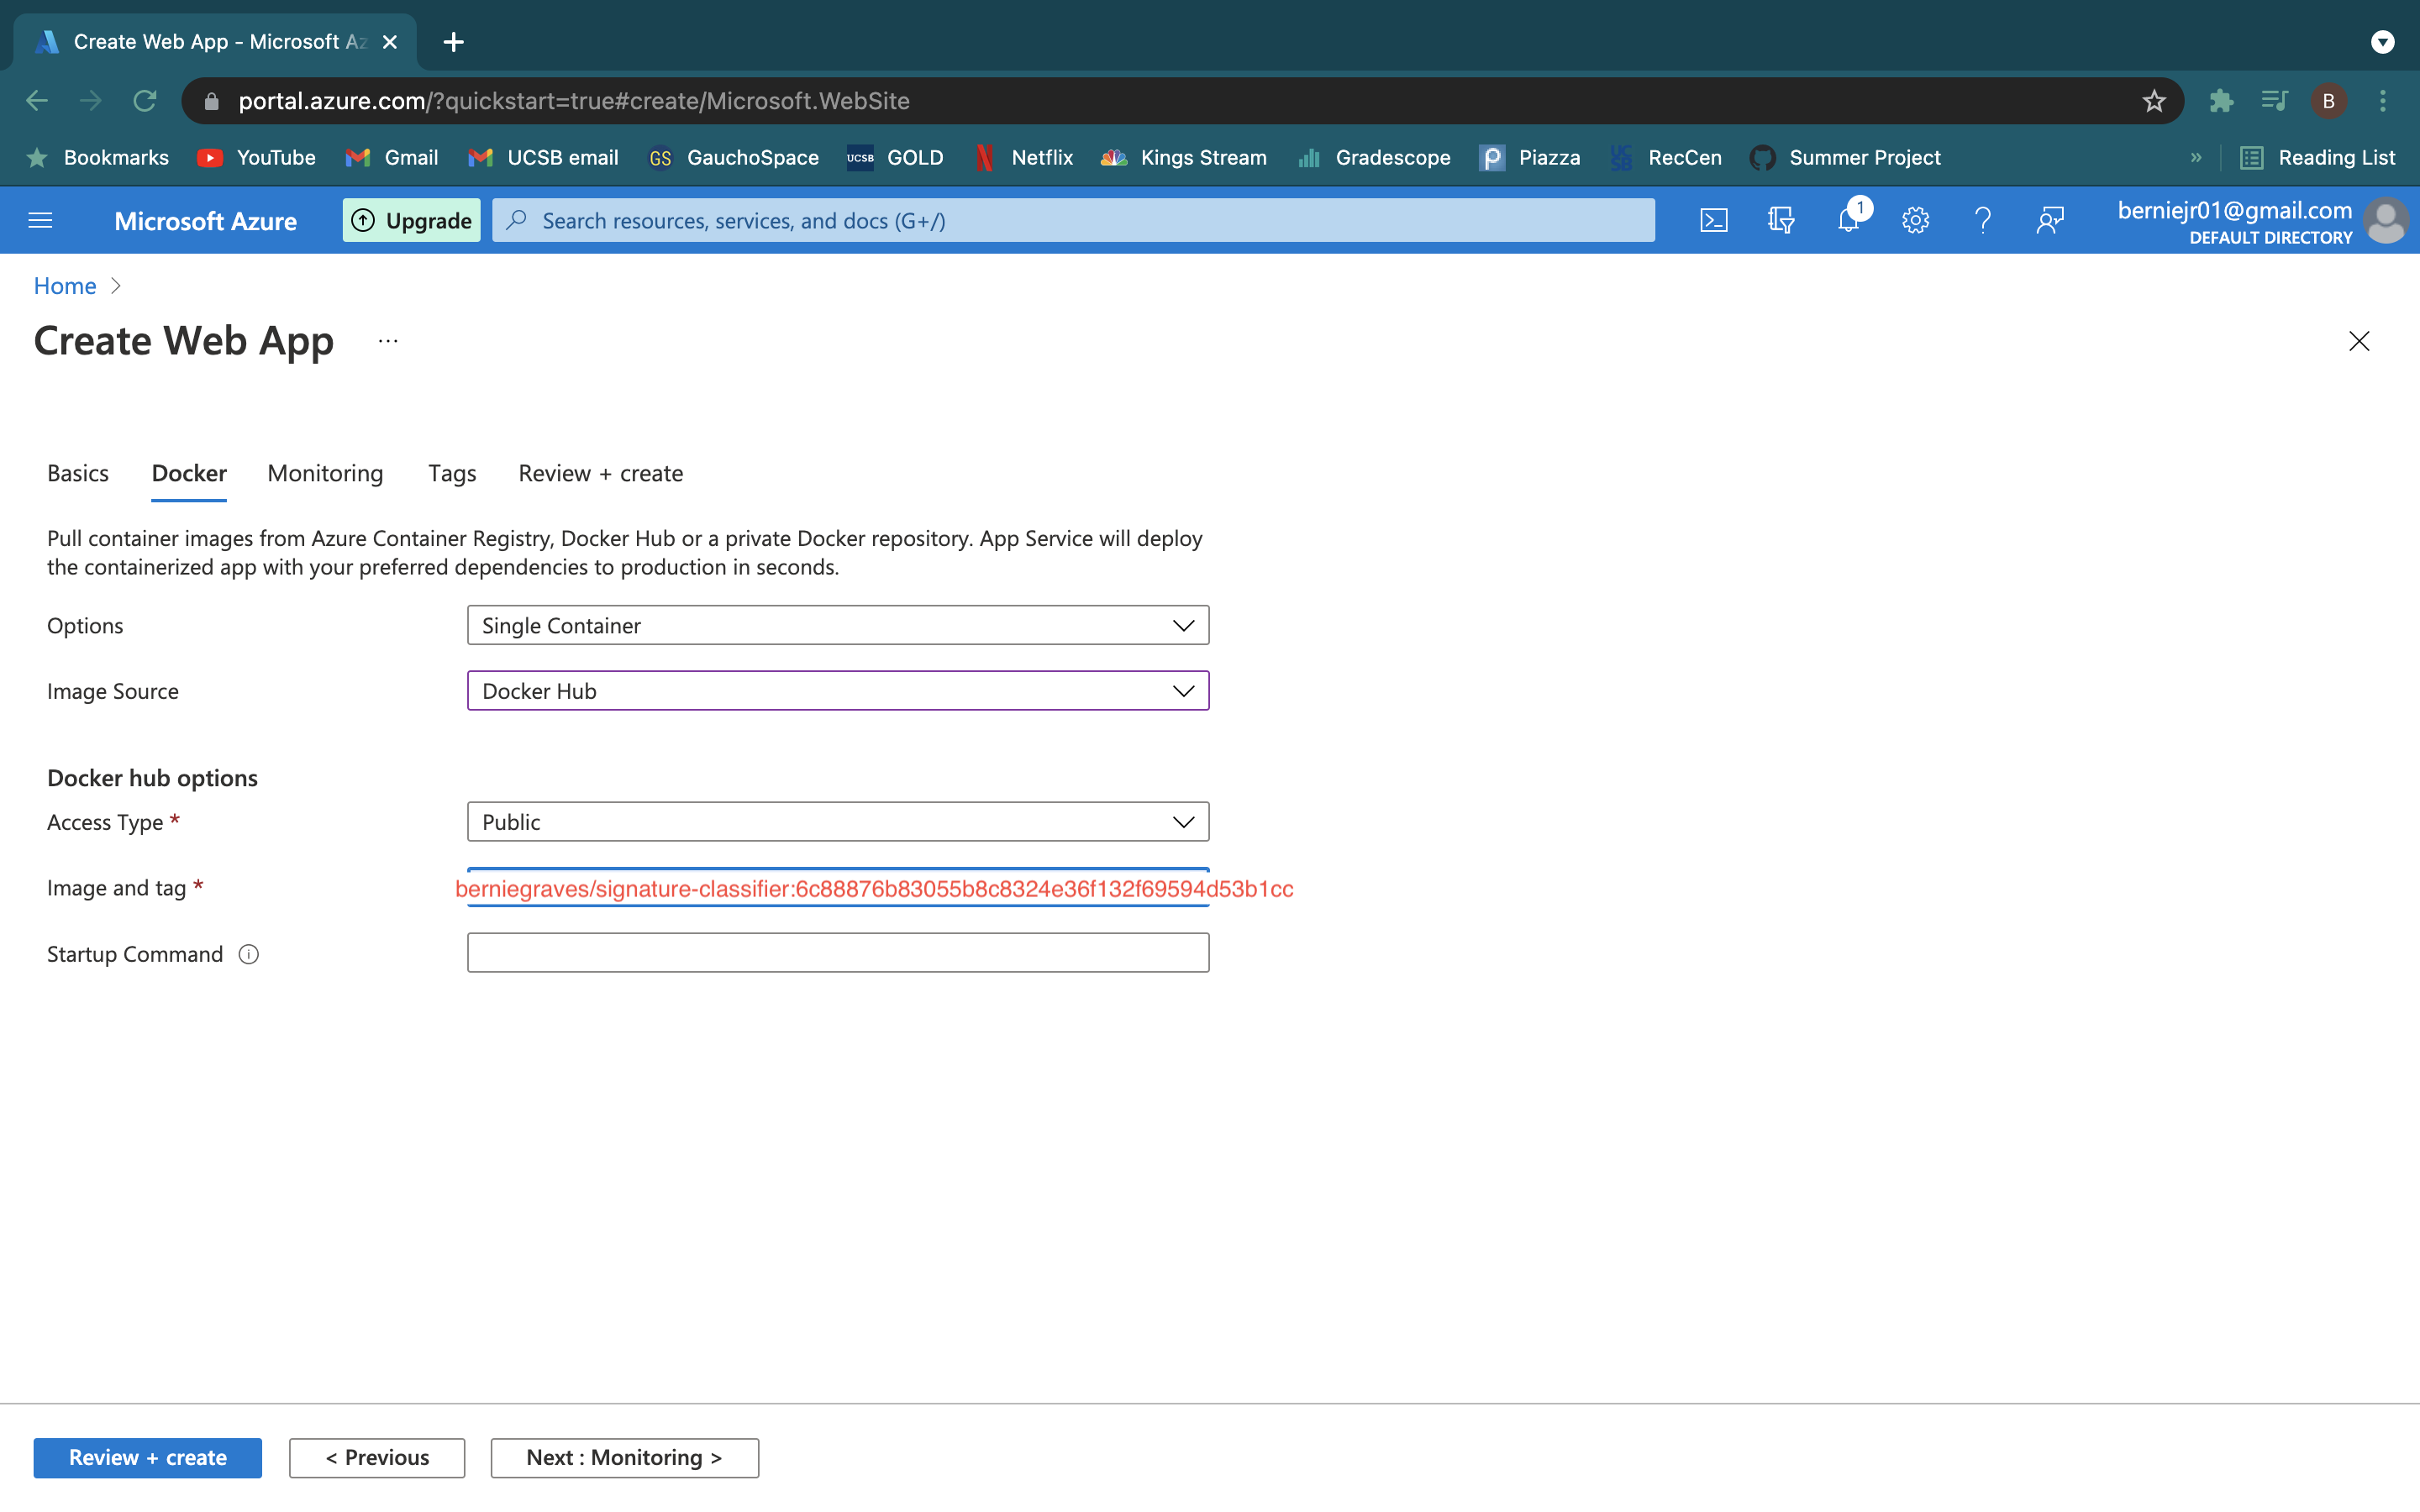 Create Web App - Microsoft Az
portal.azure.com/?quickstart=true#create/Microsoft.WebSite
B
Bookmarks YouTube Gmail UCSB email GS GauchoSpace UCSB GOLD Netflix Kings Stream Gradescope Piazza UCSB RecCen Summer Project » Reading List
Microsoft Azure Upgrade Search resources, services, and docs (G+/) 1 berniejr01@gmail.com
DEFAULT DIRECTORY
Home >
Create Web App ...
Basics Docker Monitoring Tags Review + create
Pull container images from Azure Container Registry, Docker Hub or a private Docker repository. App Service will deploy
the containerized app with your preferred dependencies to production in seconds.
Options Single Container
Image Source Docker Hub
Docker hub options
Access Type * Public
Image and tag * berniegraves/signature-classifier:6c88876b83055b8c8324e36f132f69594d53b1cc
Startup Command
Review + create < Previous Next : Monitoring >